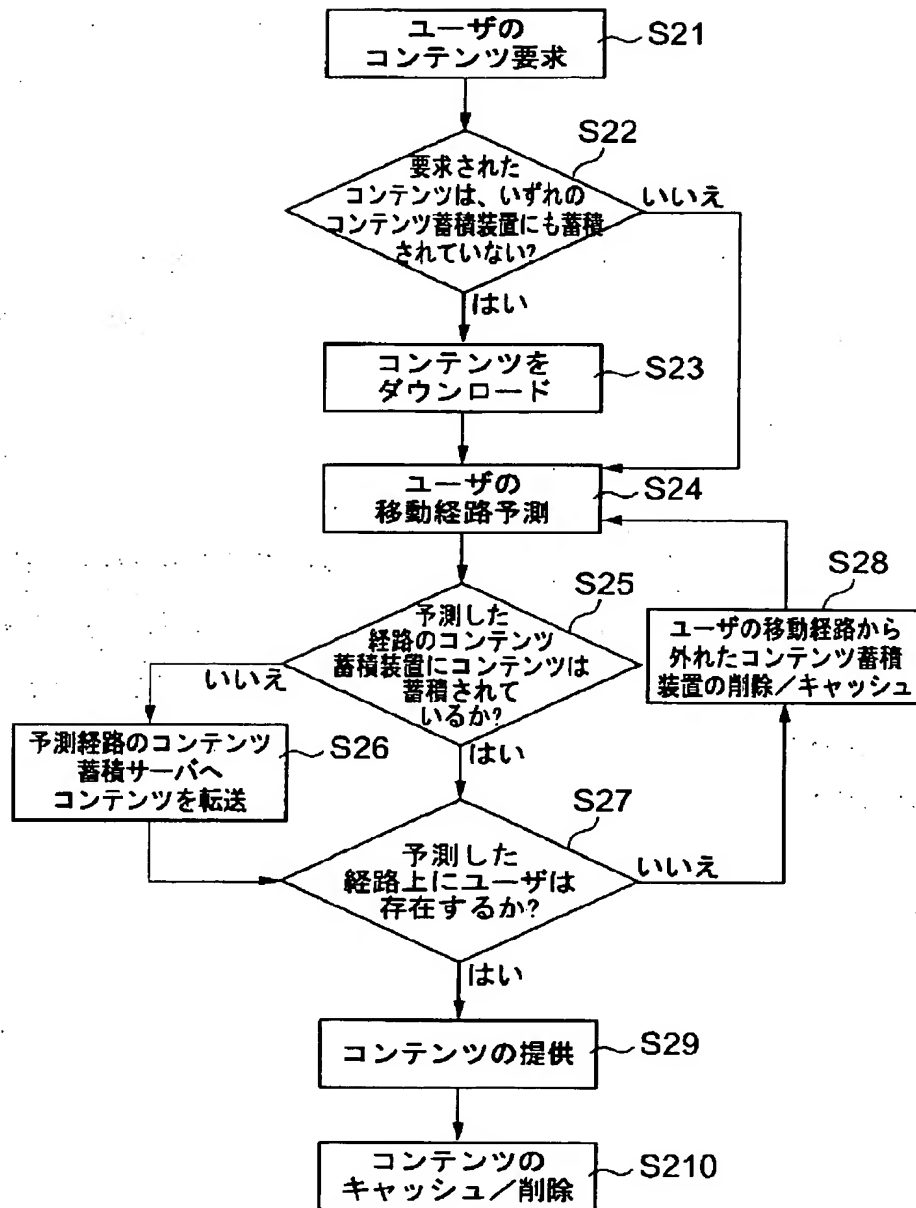 ユーザの
コンテンツ要求
S21
S22
要求された
コンテンツは、いずれの
コンテンツ蓄積装置にも蓄積
されていない?
いいえ
はい
コンテンツを
ダウンロード
S23
ユーザの
移動経路予測
S24
S25
予測した
経路のコンテンツ
蓄積装置にコンテンツは
蓄積されて
いるか?
いいえ
はい
S28
ユーザの移動経路から
外れたコンテンツ蓄積
装置の削除/キャッシュ
予測経路のコンテンツ
蓄積サーバへ
コンテンツを転送
S26
S27
予測した
経路上にユーザは
存在するか?
いいえ
はい
コンテンツの提供
S29
コンテンツの
キャッシュ/削除
S210